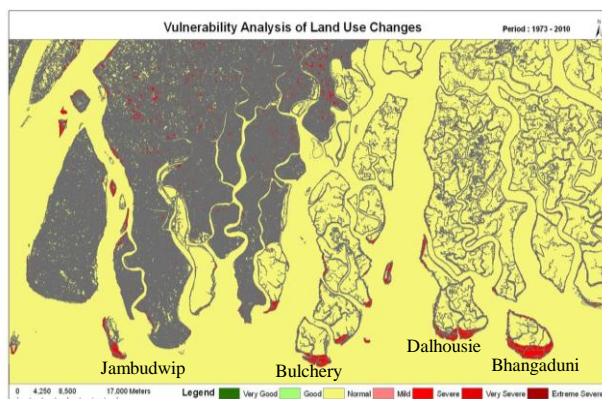 Vulnerability Analysis of Land Use Changes
Period : 1973 - 2010
N
Jambudwip
Bulchery
Dalhousie
Bhangaduni
0 4,250 8,500 17,000 Meters
Legend Very Good Good Normal Mild Severe Very Severe Extreme Severe